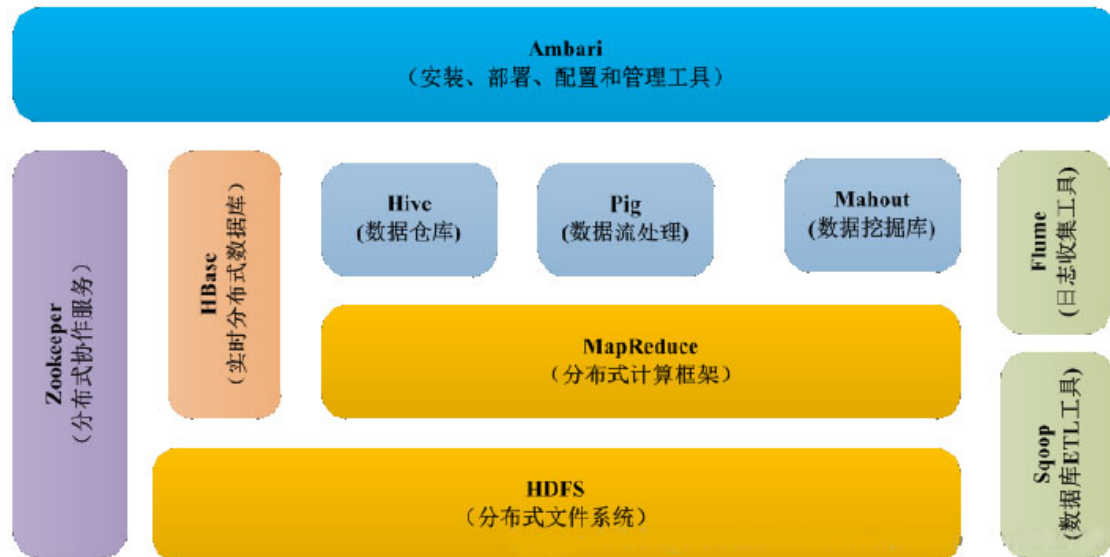 Ambari
（安装、部署、配置和管理工具）
Zookeeper
（分布式协作服务）
HBase
（实时分布式数据库）
Hive
(数据仓库)
Pig
(数据流处理)
Mahout
(数据挖掘库)
Flume
(日志收集工具)
MapReduce
（分布式计算框架）
Sqoop
(数据库ETL工具)
HDFS
（分布式文件系统）